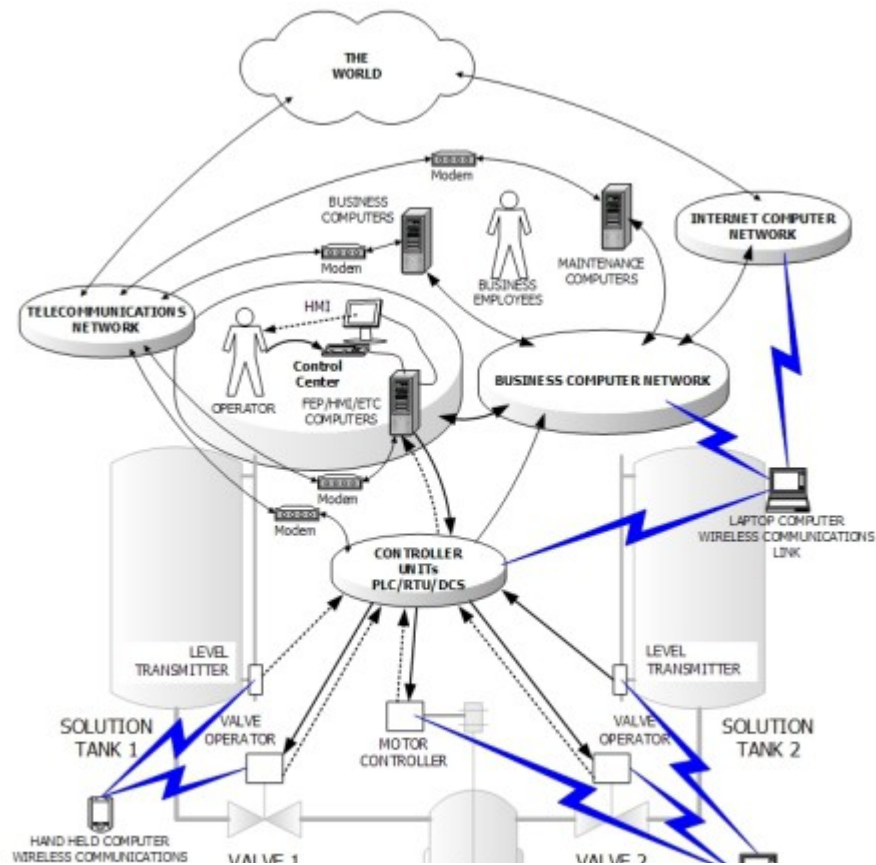 THE
WORLD
Modem
BUSINESS
COMPUTERS
INTERNET COMPUTER
NETWORK
Modem
BUSINESS
EMPLOYEES
MAINTENANCE
COMPUTERS
TELECOMMUNICATIONS
NETWORK
HMI
Control
Center
OPERATOR
FEP/HMI/ETC
COMPUTERS
BUSINESS COMPUTER NETWORK
Modem
Modem
LAPTOP COMPUTER
WIRELESS COMMUNICATIONS
LINK
CONTROLLER
UNITs
PLC/RTU/DCS
LEVEL
TRANSMITTER
LEVEL
TRANSMITTER
SOLUTION
TANK 1
VALVE
OPERATOR
MOTOR
CONTROLLER
VALVE
OPERATOR
SOLUTION
TANK 2
HAND HELD COMPUTER
WIRELESS COMMUNICATIONS
VALVE 1
VALVE 2